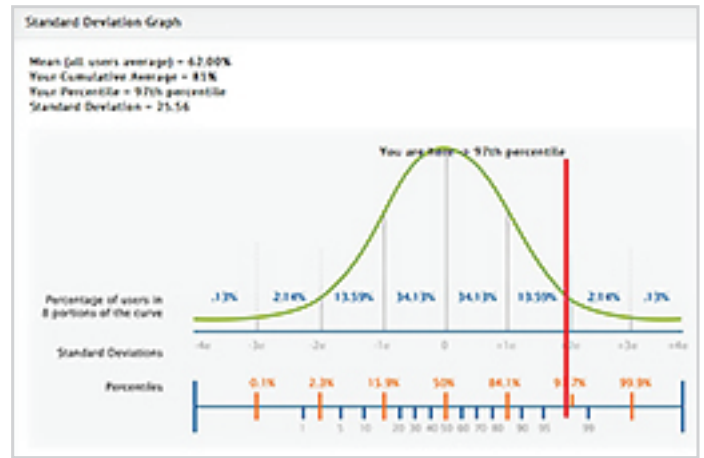 Standard Deviation Graph
Mean (all users average) = 62.00%
Your Cumulative Average = 81%
Your Percentile = 97th percentile
Standard Deviation = 25.56
You are here -> 97th percentile
Percentage of users in
8 portions of the curve
.13% 2.14% 13.59% 34.13% 34.13% 13.59% 2.14% .13%
Standard Deviations -4σ -3σ -2σ -1σ 0 +1σ +2σ +3σ +4σ
Percentiles 0.1% 2.3% 15.9% 50% 84.1% 99.9%
1 5 10 20 30 40 50 60 70 80 90 95 99